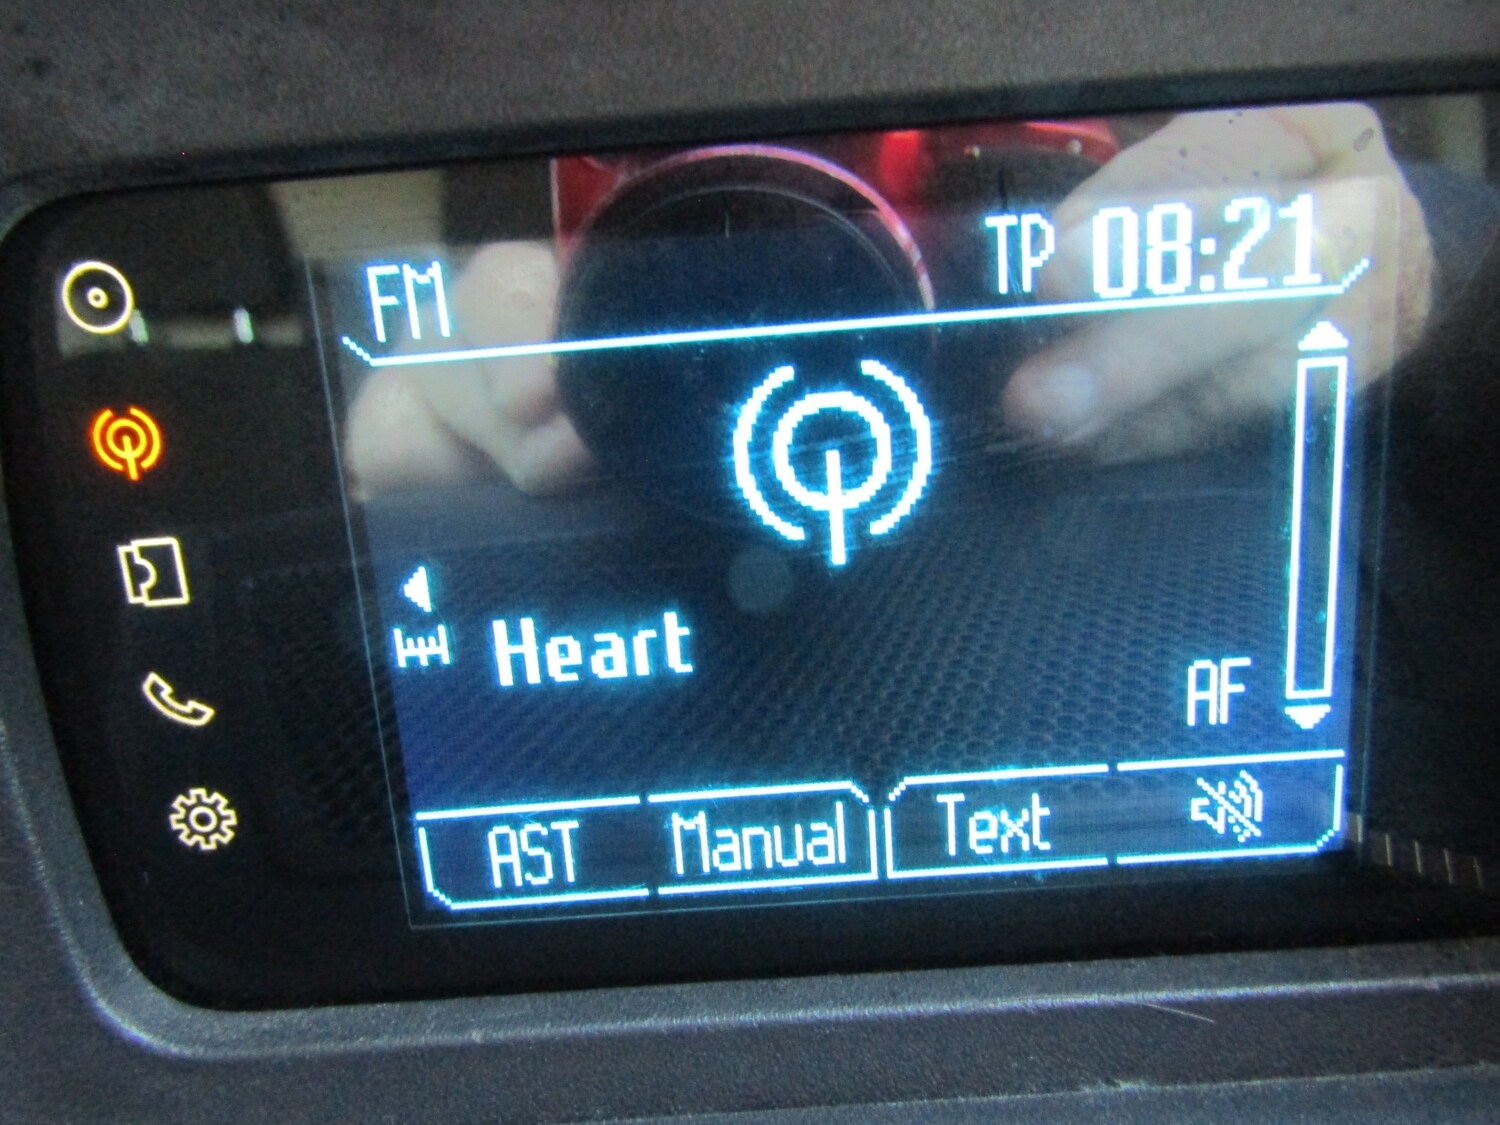 FM TP 08:21
Heart
AF
AST Manual Text